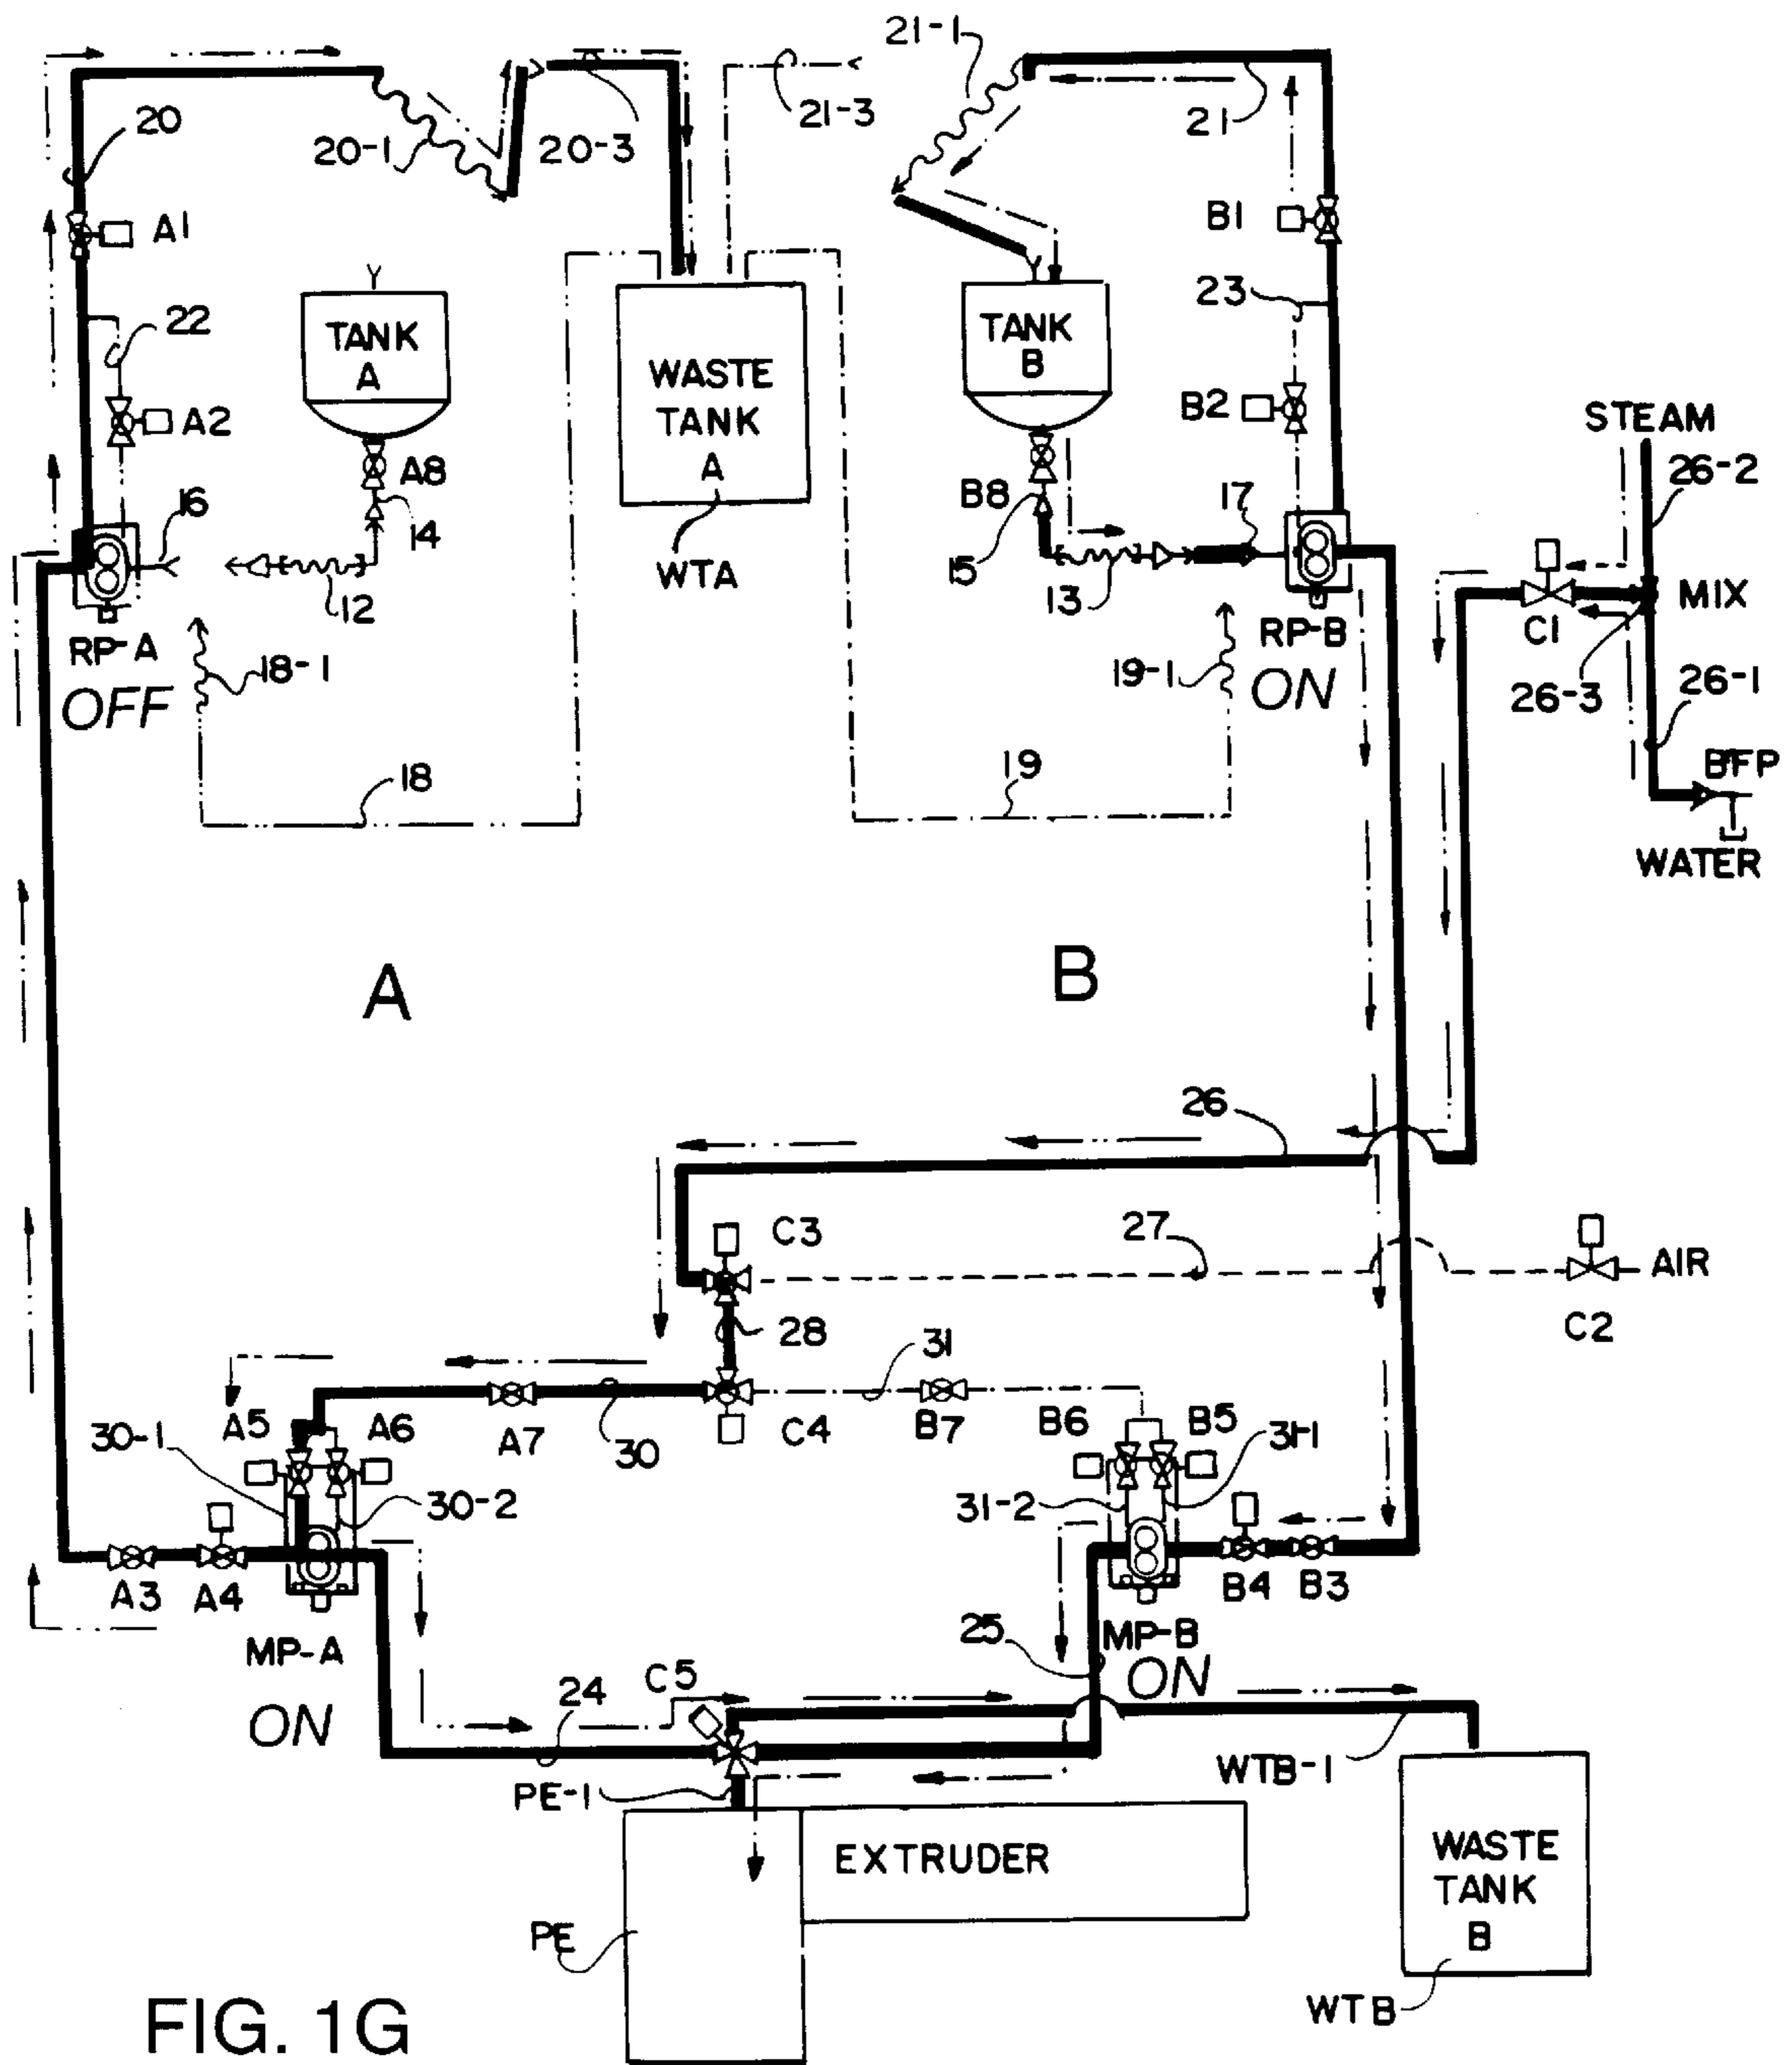 21-1
20
20-1
20-3
21-3
21
A1
B1
22
23
TANK
A
WASTE
TANK
A
TANK
B
A2
B2
STEAM
26-2
A8
B8
16
14
17
WTA
15
12
13
MIX
C1
RP-A
RP-B
18-1
19-1
26-3
26-1
OFF
ON
BFP
18
19
WATER
A
B
26
C3
27
AIR
C2
28
31
A5
A6
A7
30
C4
B7
B6
B5
31-1
30-1
30-2
31-2
A3
A4
B4
B3
MP-A
25
MP-B
C5
24
ON
ON
WTB-1
PE-1
EXTRUDER
WASTE
TANK
B
PE
WTB
FIG. 1G